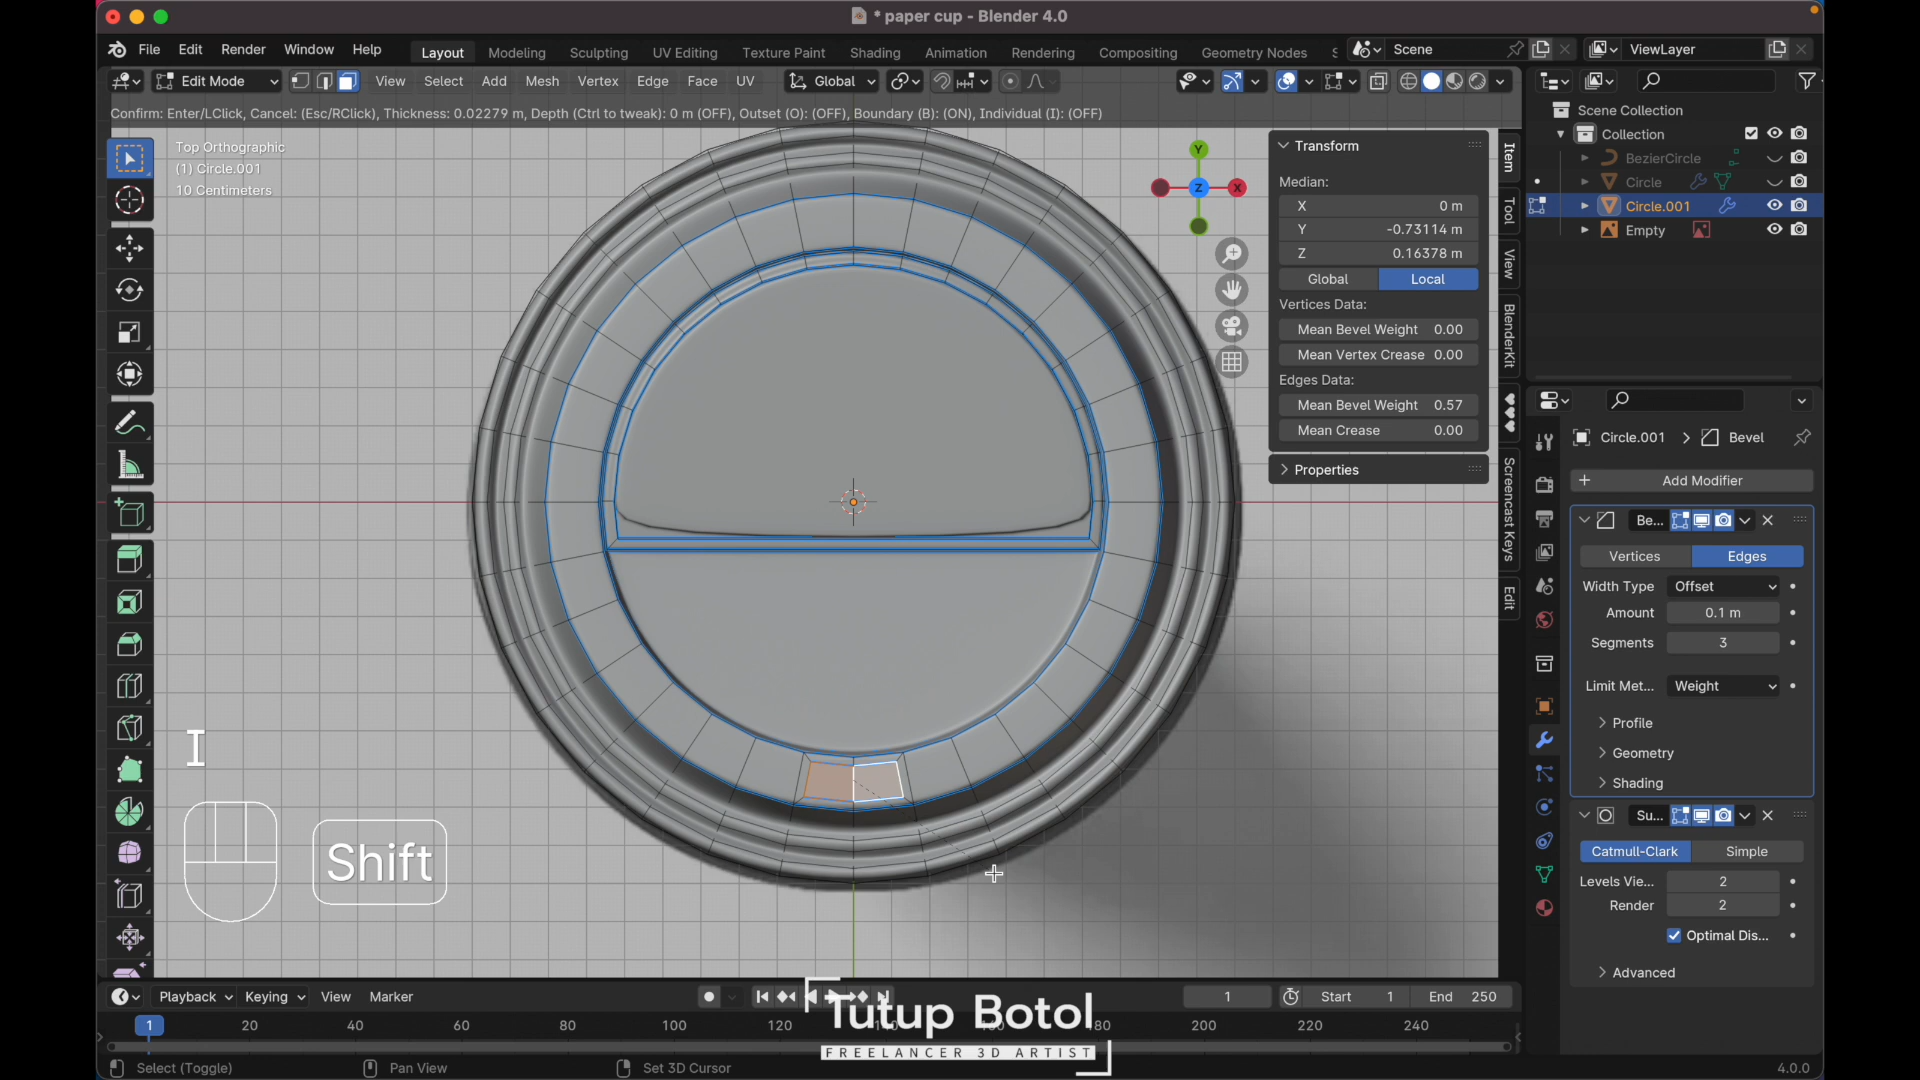 * paper cup - Blender 4.0
File Edit Render Window Help
Layout Modeling Sculpting UV Editing Texture Paint Shading Animation Rendering Compositing Geometry Nodes S
Scene
ViewLayer
Edit Mode View Select Add Mesh Vertex Edge Face UV Global
Confirm: Enter/LClick, Cancel: (Esc/RClick), Thickness: 0.02279 m, Depth (Ctrl to tweak): 0 m (OFF), Outset (O): (OFF), Boundary (B): (ON), Individual (I): (OFF)
Top Orthographic
(1) Circle.001
10 Centimeters
Y
Z
X
Transform
Median:
X 0 m
Y -0.73114 m
Z 0.16378 m
Global Local
Vertices Data:
Mean Bevel Weight 0.00
Mean Vertex Crease 0.00
Edges Data:
Mean Bevel Weight 0.57
Mean Crease 0.00
Properties
Item
Tool
View
BlenderKit
Screencast Keys
Edit
Scene Collection
Collection
BezierCircle
Circle
Circle.001
Empty
Circle.001 > Bevel
Add Modifier
Be...
Vertices Edges
Width Type Offset
Amount 0.1 m
Segments 3
Limit Met... Weight
Profile
Geometry
Shading
Su...
Catmull-Clark Simple
Levels Vie... 2
Render 2
Optimal Dis...
Advanced
I
Shift
Playback Keying View Marker
1
Start 1
End 250
1 20 40 60 80 100 120 200 220 240
Tutup Botol
FREELANCER 3D ARTIST
Select (Toggle)
Pan View
Set 3D Cursor
4.0.0